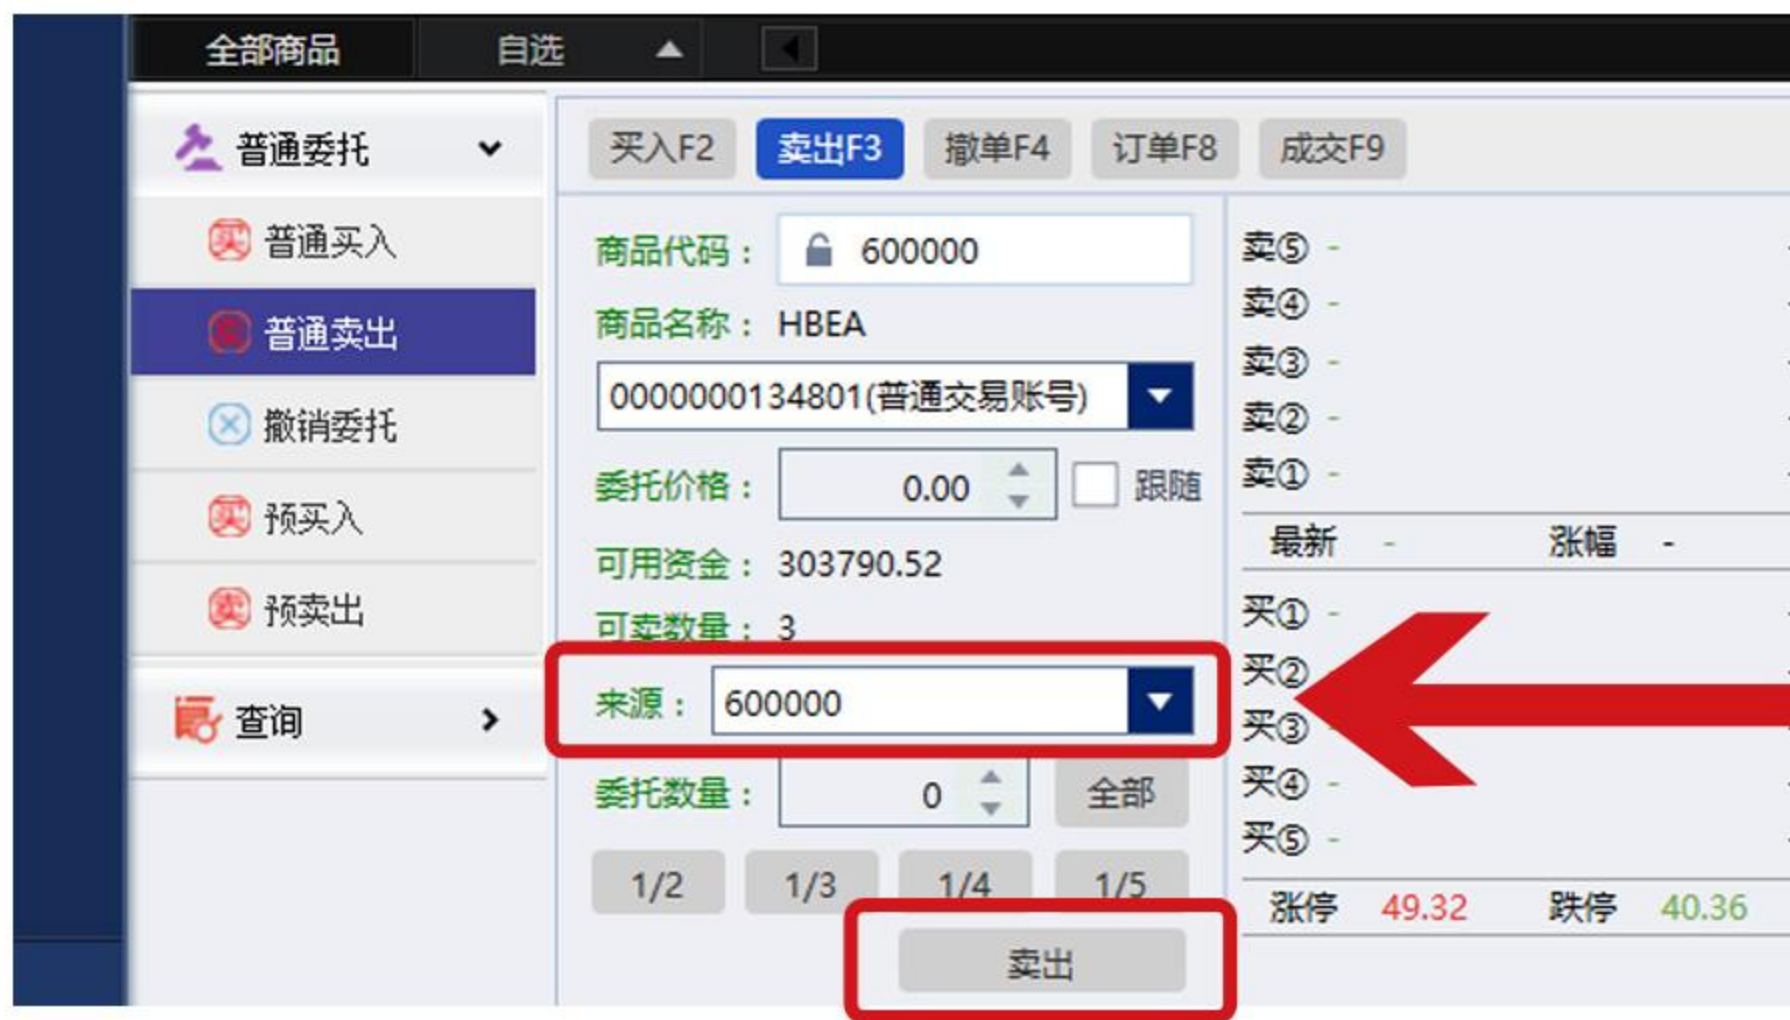 全部商品 自选
普通委托
普通买入
普通卖出
撤销委托
预买入
预卖出
查询
买入F2 卖出F3 撤单F4 订单F8 成交F9
商品代码： 600000
商品名称： HBEA
0000000134801(普通交易账号)
委托价格： 0.00 跟随
可用资金： 303790.52
可卖数量： 3
来源： 600000
委托数量： 0 全部
1/2 1/3 1/4 1/5
卖出
卖⑤ -
卖④ -
卖③ -
卖② -
卖① -
最新 - 涨幅 -
买① -
买②
买③
买④ -
买⑤ -
涨停 49.32 跌停 40.36